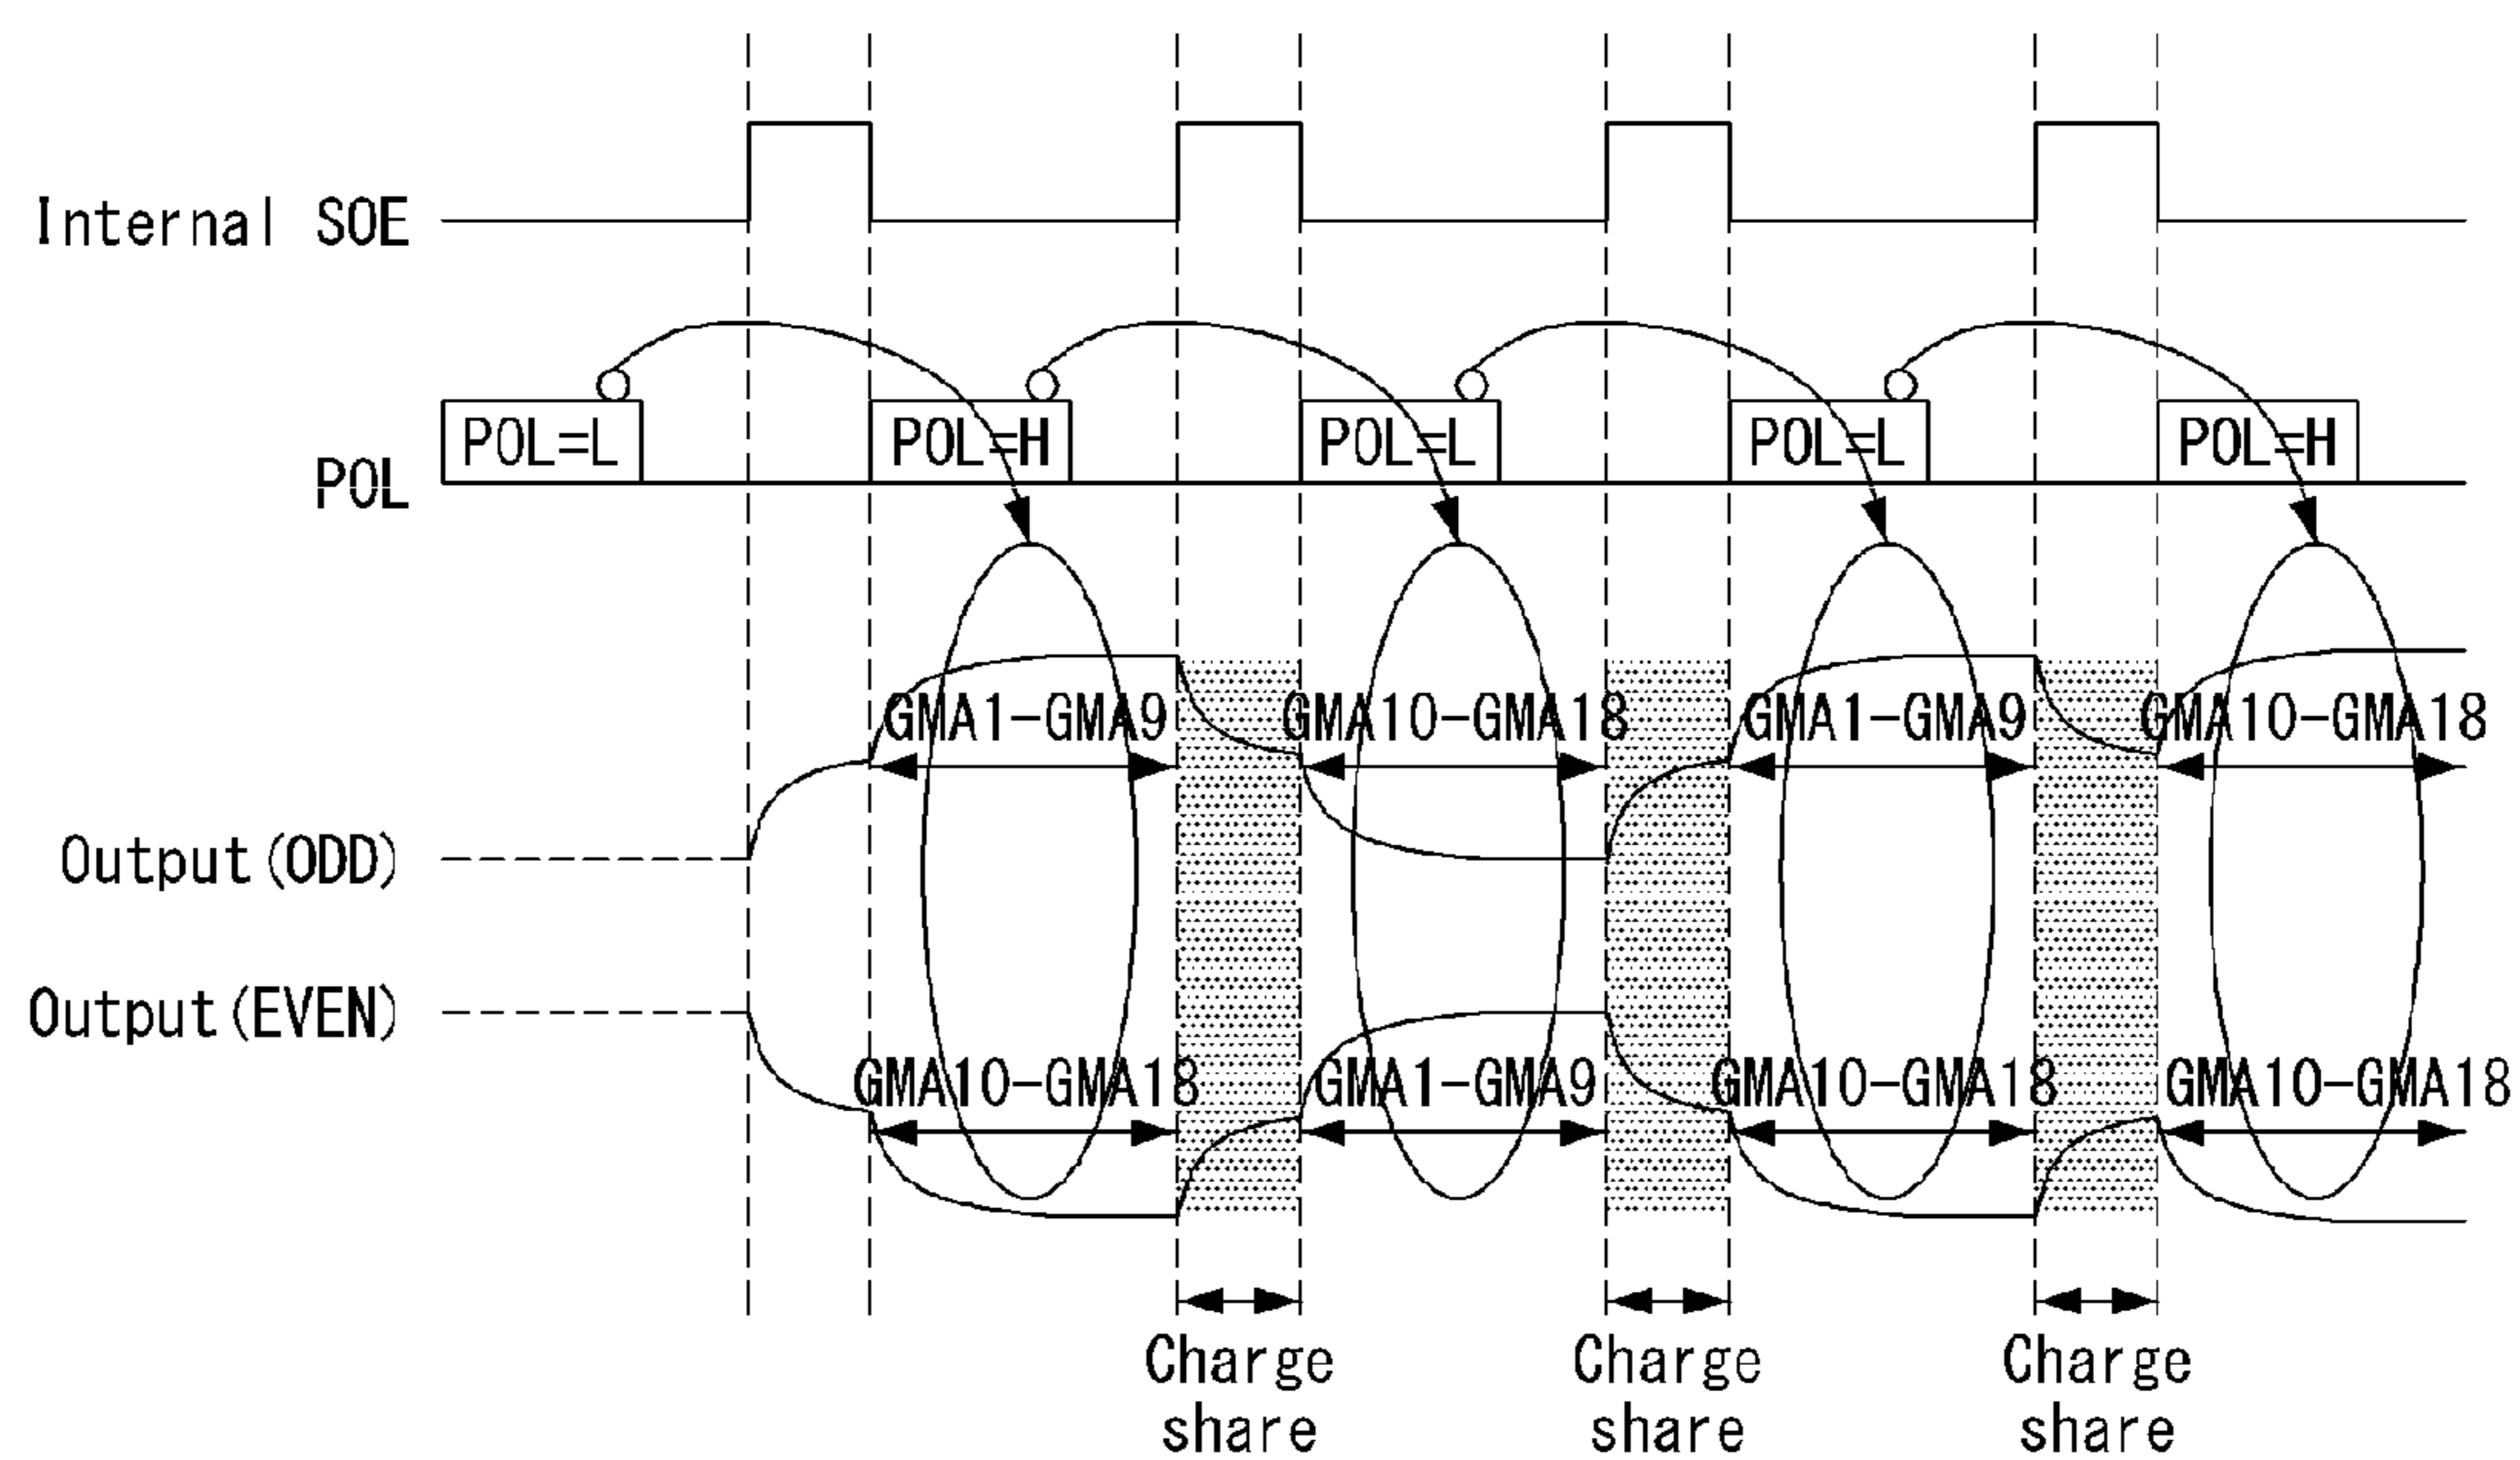 Internal SOE
POL
POL=L
POL=H
POL=L
POL=L
POL=H
GMA1-GMA9
GMA10-GMA18
GMA1-GMA9
GMA10-GMA18
Output(ODD)
Output(EVEN)
GMA10-GMA18
GMA1-GMA9
GMA10-GMA18
GMA10-GMA18
Charge
share
Charge
share
Charge
share